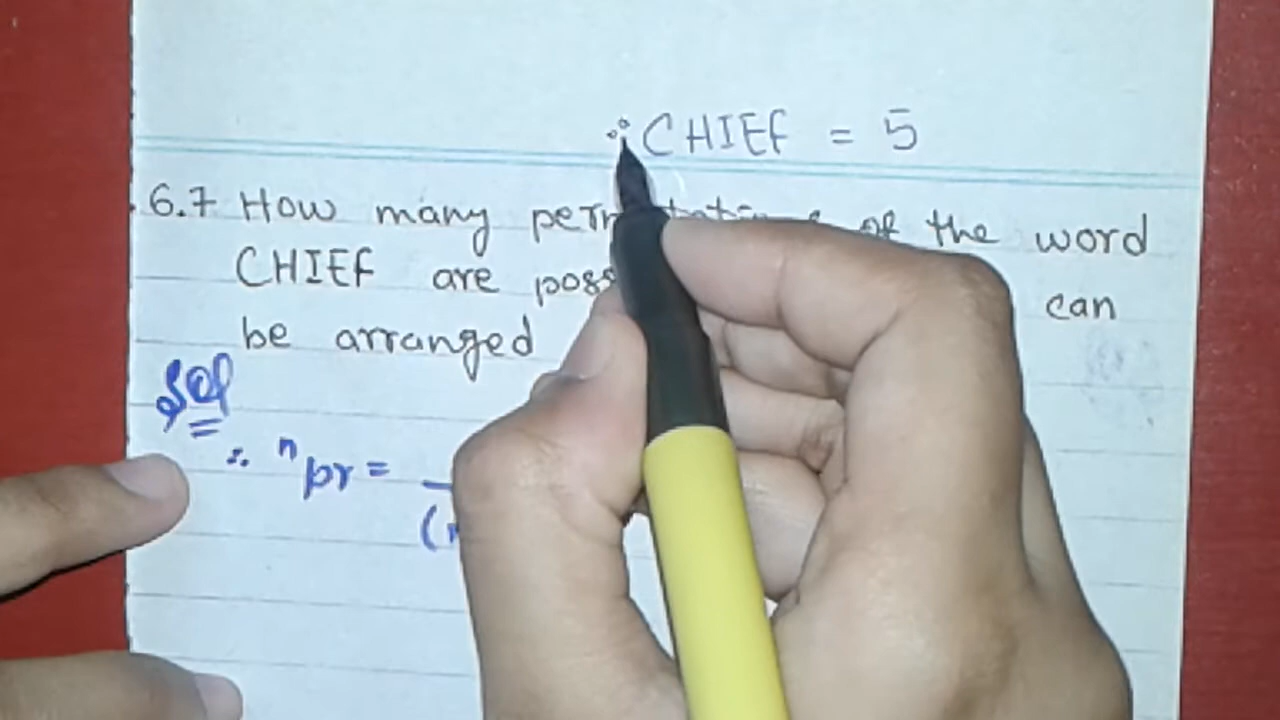 ∵ CHIEF = 5
6.7 How many of the word
CHIEF are can
be arranged
Sol
∴ ⁿpr =
(